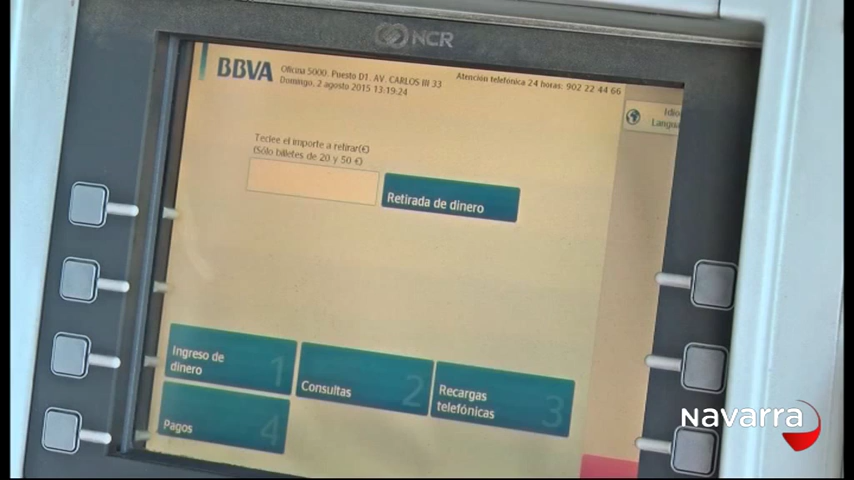 NCR
BBVA
Oficina 5000. Puesto D1. AV. CARLOS III 33
Domingo, 2 agosto 2015 13:19:24
Atención telefónica 24 horas: 902 22 44 66
Idio
Langua
Teclee el importe a retirar(€)
(Sólo billetes de 20 y 50 €)
Retirada de dinero
Ingreso de
dinero
1
Consultas
2
Recargas
telefónicas
3
Pagos
4
Navarra